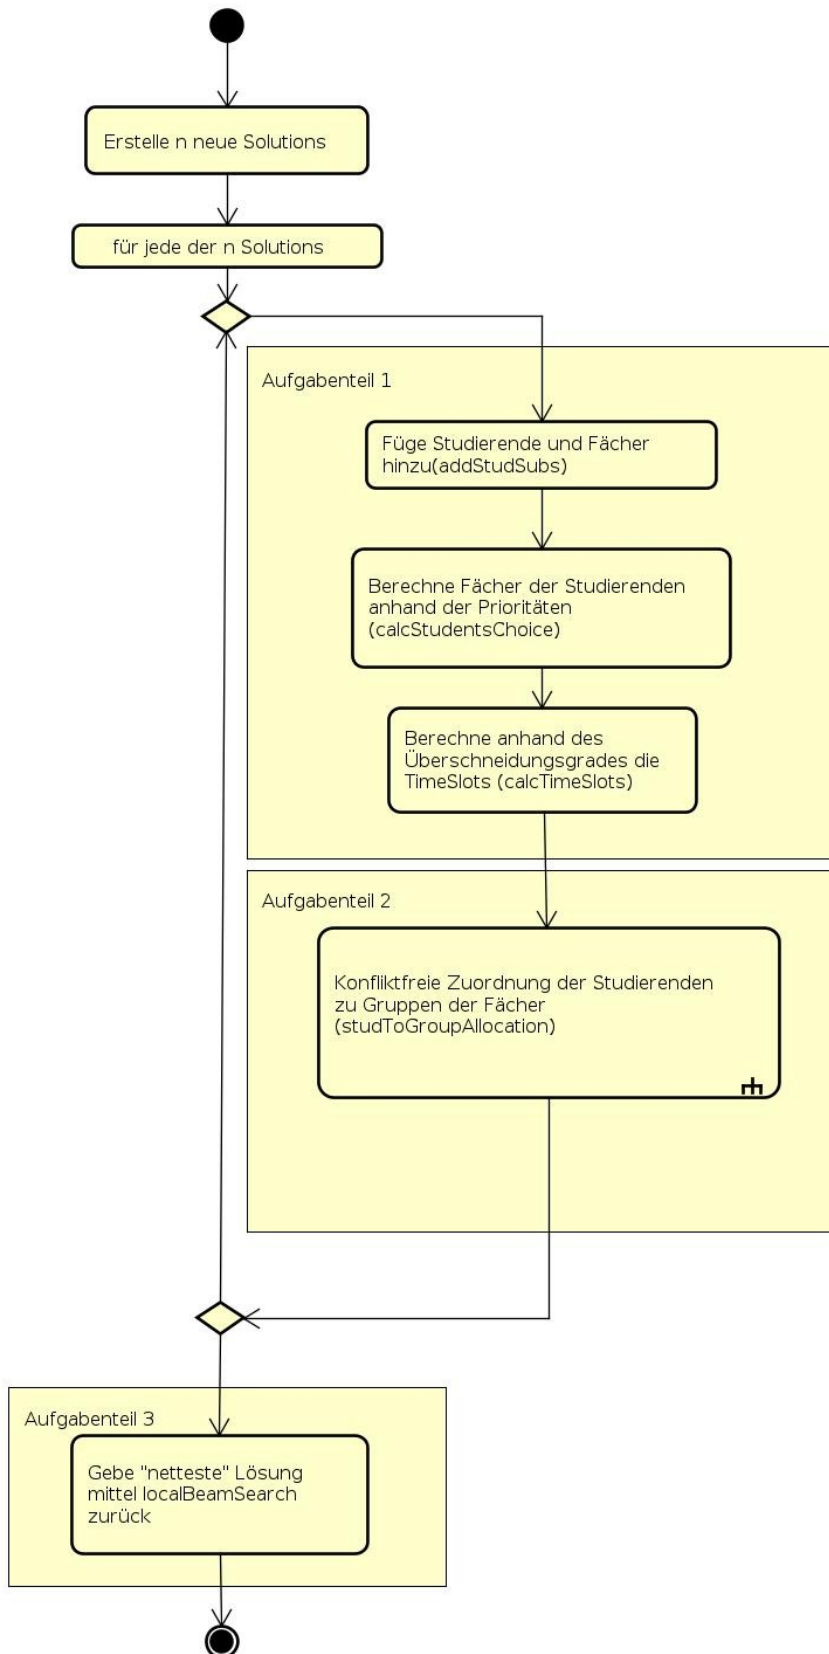 Erstelle n neue Solutions
für jede der n Solutions
Aufgabenteil 1
Füge Studierende und Fächer
hinzu(addStudSubs)
Berechne Fächer der Studierenden
anhand der Prioritäten
(calcStudentsChoice)
Berechne anhand des
Überschneidungsgrades die
TimeSlots (calcTimeSlots)
Aufgabenteil 2
Konfliktfreie Zuordnung der Studierenden
zu Gruppen der Fächer
(studToGroupAllocation)
Aufgabenteil 3
Gebe "netteste" Lösung
mittel localBeamSearch
zurück